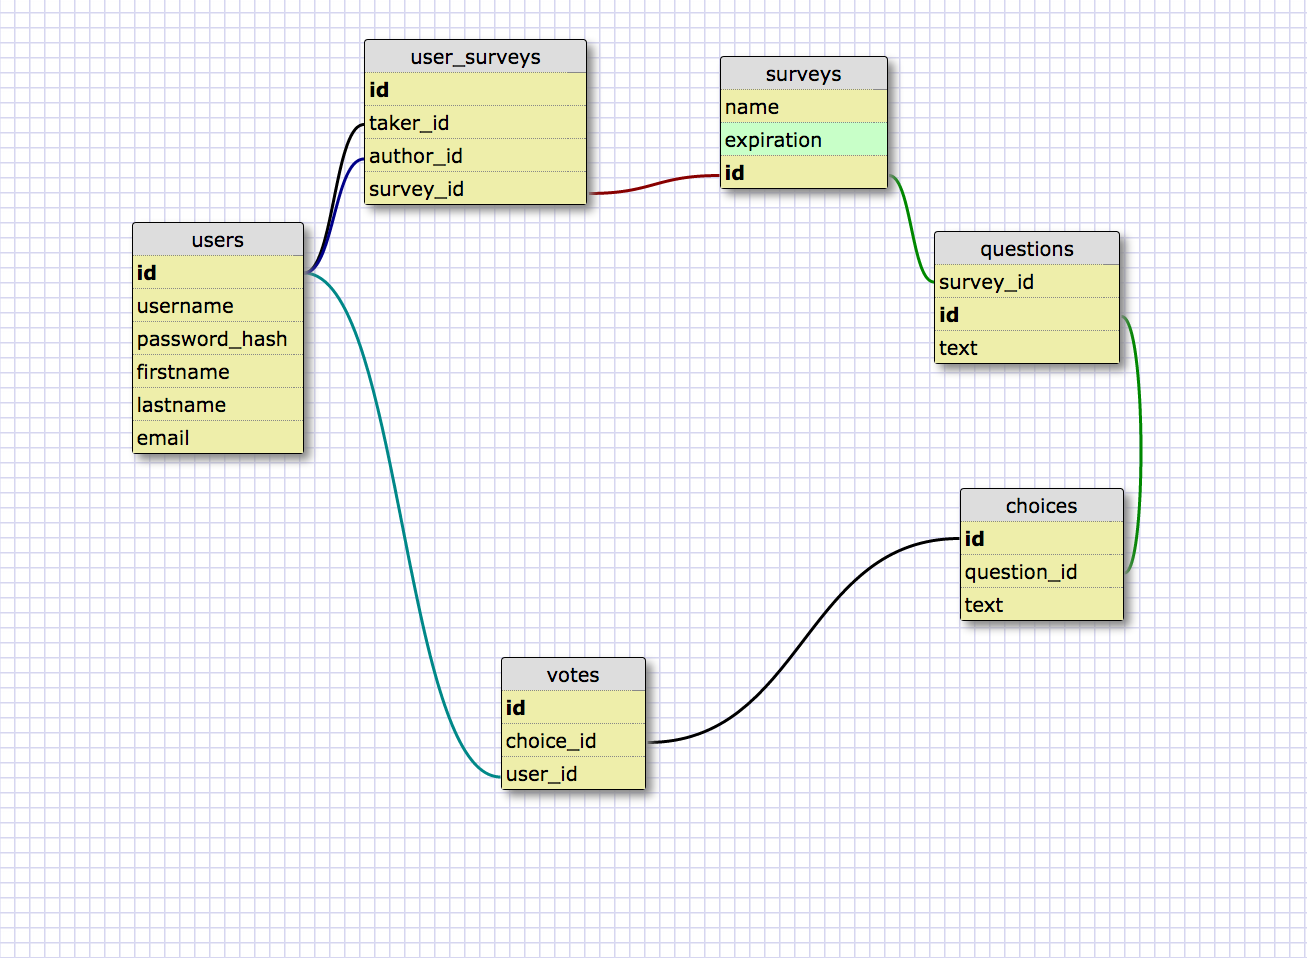 user_surveys
id
taker_id
author_id
survey_id
surveys
name
expiration
id
users
id
username
password_hash
firstname
lastname
email
questions
survey_id
id
text
choices
id
question_id
text
votes
id
choice_id
user_id